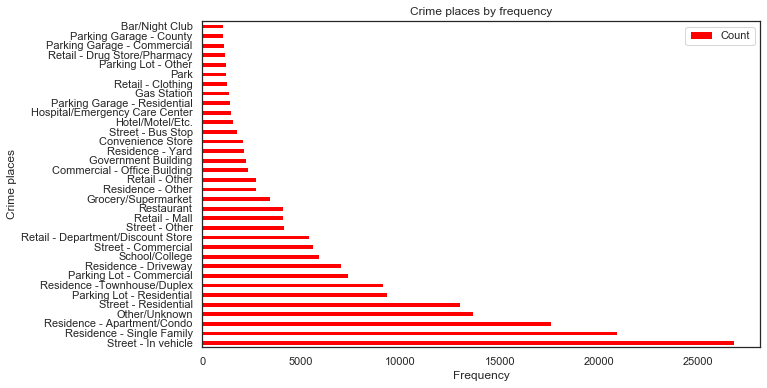 Crime places by frequency
Count
Bar/Night Club
Parking Garage - County
Parking Garage - Commercial
Retail - Drug Store/Pharmacy
Parking Lot - Other
Park
Retail - Clothing
Gas Station
Parking Garage - Residential
Hospital/Emergency Care Center
Hotel/Motel/Etc.
Street - Bus Stop
Convenience Store
Residence - Yard
Government Building
Commercial - Office Building
Retail - Other
Residence - Other
Grocery/Supermarket
Restaurant
Retail - Mall
Street - Other
Retail - Department/Discount Store
Street - Commercial
School/College
Residence - Driveway
Parking Lot - Commercial
Residence -Townhouse/Duplex
Parking Lot - Residential
Street - Residential
Other/Unknown
Residence - Apartment/Condo
Residence - Single Family
Street - In vehicle
Crime places
0 5000 10000 15000 20000 25000
Frequency